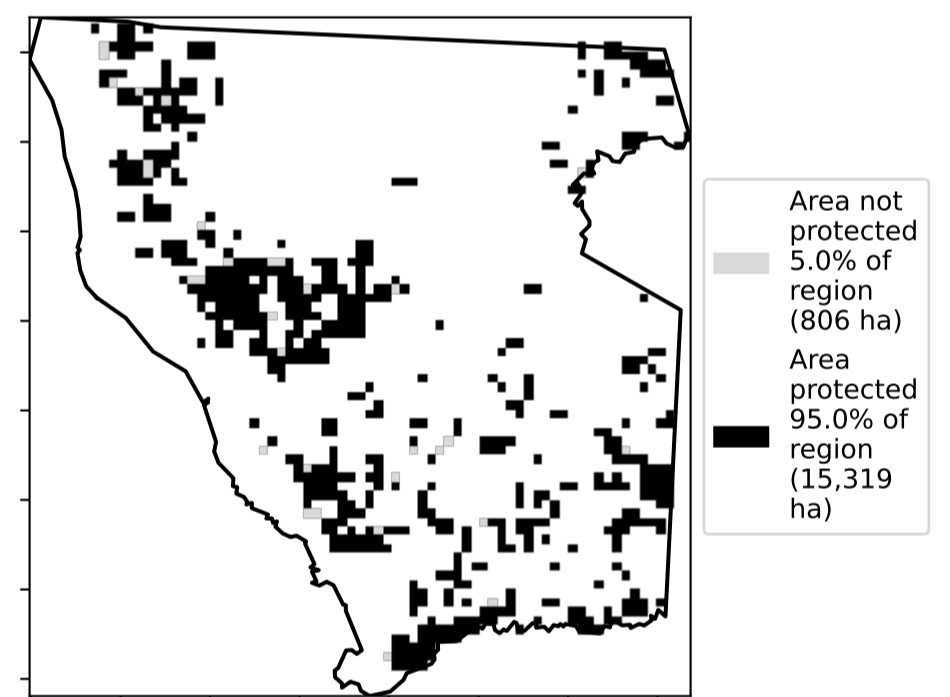 Area not
protected
5.0% of
region
(806 ha)
Area
protected
95.0% of
region
(15,319
ha)